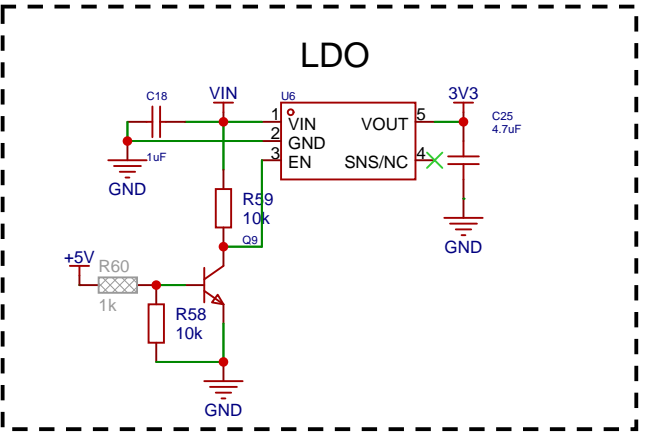 LDO
C18
VIN
U6
3V3
1
VIN
VOUT
5
C25
4.7uF
2
GND
3
EN
SNS/NC
4
1uF
GND
R59
10k
GND
Q9
+5V
R60
1k
R58
10k
GND